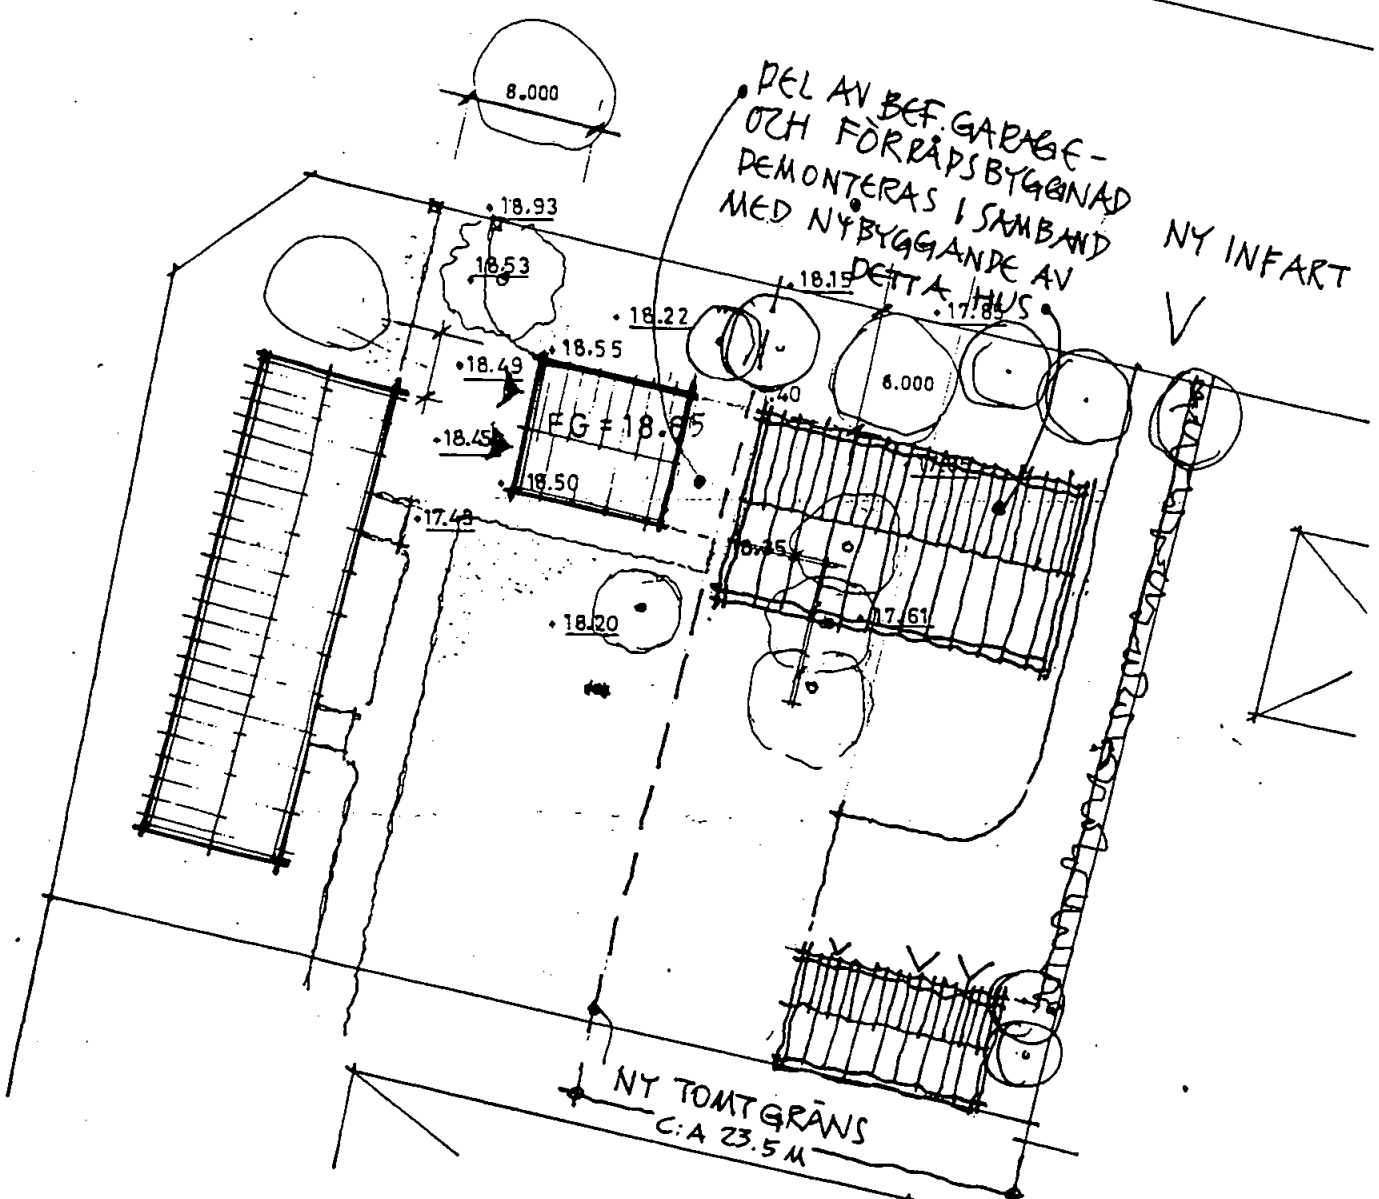 8.000
DEL AV BEF. GARAGE-
OCH FÖRRÅDSBYGGNAD
DEMONTERAS I SAMBAND
MED NYBYGGANDE AV
DETTA HUS
NY INFART
18.93
18.53
18.15
18.22
17.85
18.55
18.49
6.000
.40
FG = 18.65
18.45
18.50
17.43
17.61
18.20
NY TOMTGRÄNS
C:A 23.5 M